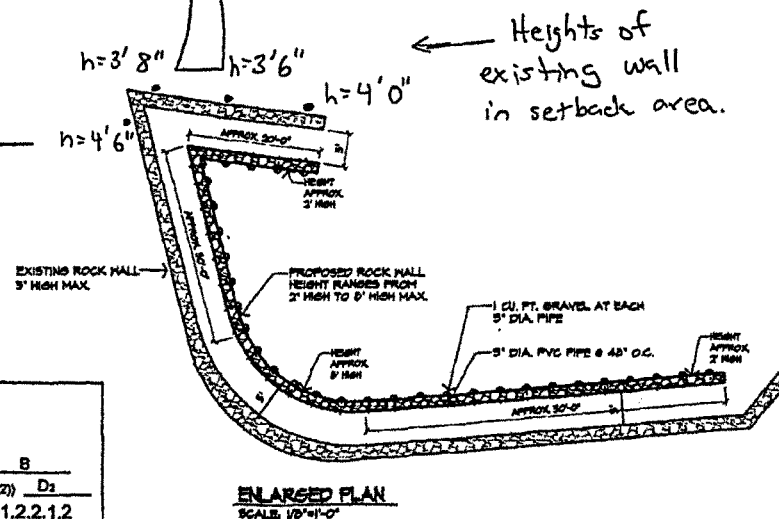 Heights of
existing wall
in setback area.
h=3'8"
h=3'6"
h=4'0"
h=4'6"
APPROX. 20'-0"
HEIGHT
APPROX.
2' HIGH
APPROX. 30'-0"
EXISTING ROCK WALL
3' HIGH MAX.
PROPOSED ROCK WALL
HEIGHT RANGES FROM
2' HIGH TO 5' HIGH MAX.
1 CU. FT. GRAVEL AT EACH
3" DIA. PIPE
3" DIA. PVC PIPE @ 48" O.C.
HEIGHT
APPROX.
2' HIGH
HEIGHT
APPROX.
5' HIGH
APPROX. 30'-0"
B
D2
1.2.2.1.2
ENLARGED PLAN
SCALE: 1/8"=1'-0"